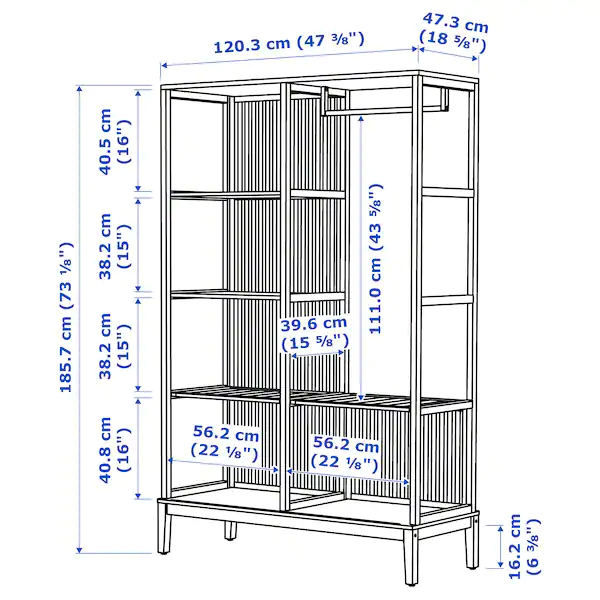 120.3 cm (47 ⅜")
47.3 cm
(18 ⅝")
40.5 cm
(16")
38.2 cm
(15")
185.7 cm (73 ⅛")
111.0 cm (43 ⅝")
39.6 cm
(15 ⅝")
38.2 cm
(15")
40.8 cm
(16")
56.2 cm
(22 ⅛")
56.2 cm
(22 ⅛")
16.2 cm
(6 ⅜")